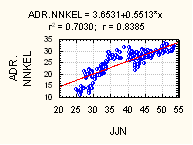 ADR.NNKEL = 3.6531+0.5513*x
r² = 0.7030; r = 0.8385
ADR.
NNKEL
35
30
25
20
15
10
20 25 30 35 40 45 50 55
JJN